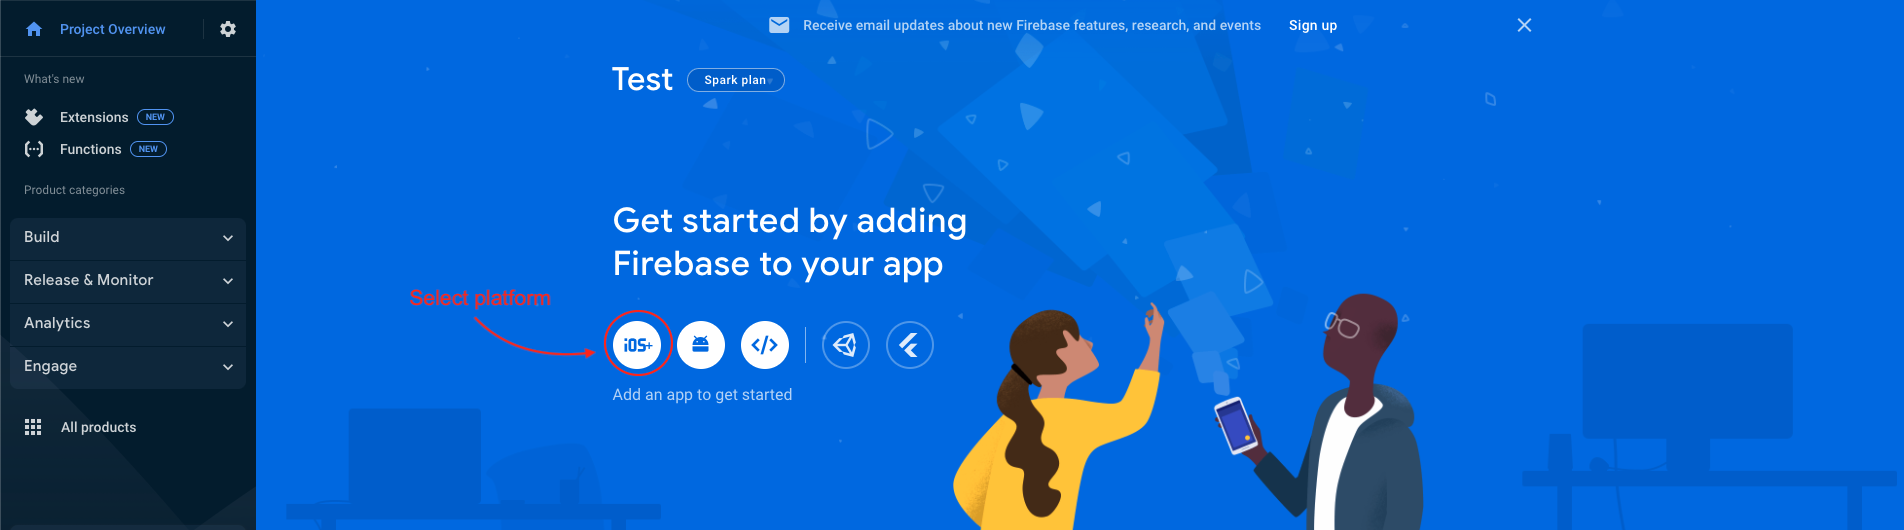 Project Overview
What's new
Extensions NEW
Functions NEW
Product categories
Build
Release & Monitor
Analytics
Engage
All products
Receive email updates about new Firebase features, research, and events Sign up
Test Spark plan
Get started by adding
Firebase to your app
Select platform
iOS+
Add an app to get started